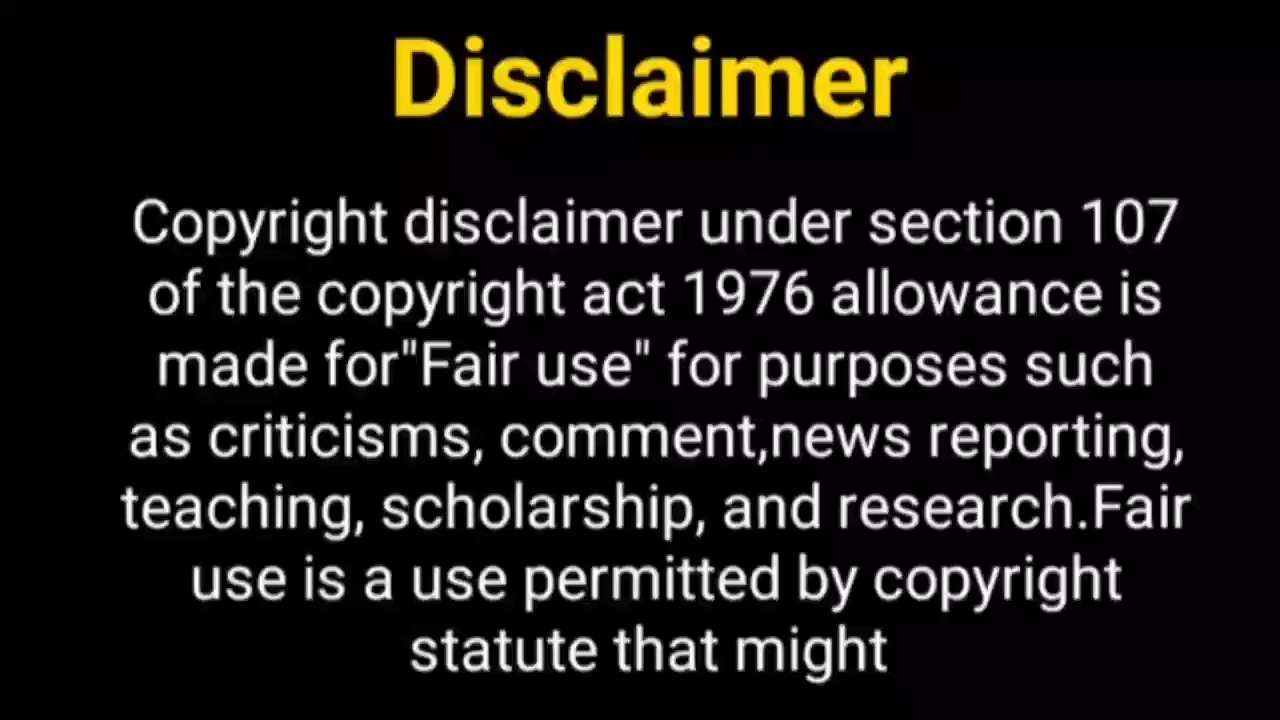 Disclaimer
Copyright disclaimer under section 107
of the copyright act 1976 allowance is
made for"Fair use" for purposes such
as criticisms, comment,news reporting,
teaching, scholarship, and research.Fair
use is a use permitted by copyright
statute that might